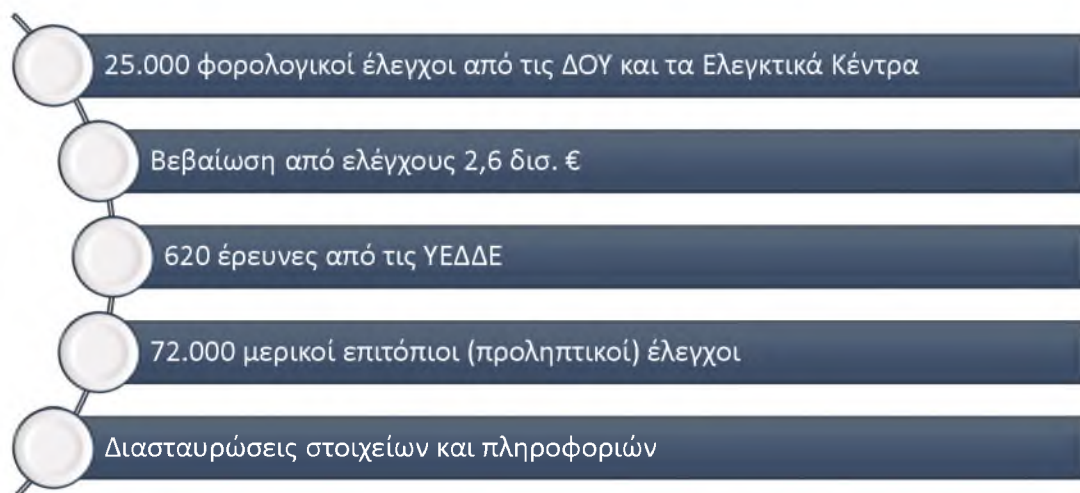 25.000 φορολογικοί έλεγχοι από τις ΔΟΥ και τα Ελεγκτικά Κέντρα
Βεβαίωση από ελέγχους 2,6 δισ. €
620 έρευνες από τις ΥΕΔΔΕ
72.000 μερικοί επιτόπιοι (προληπτικοί) έλεγχοι
Διασταυρώσεις στοιχείων και πληροφοριών